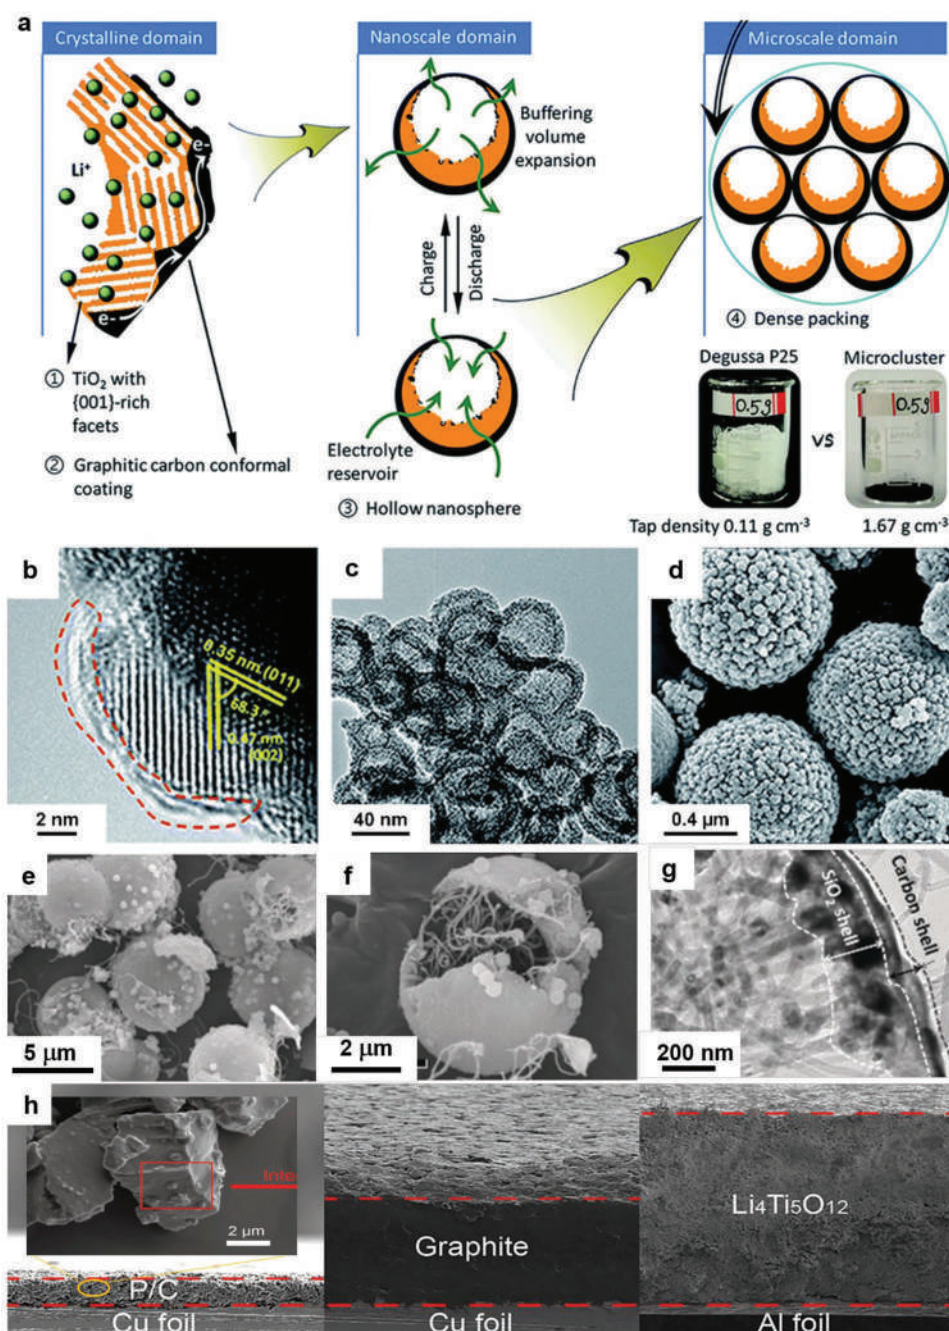 a
Crystalline domain
Nanoscale domain
Microscale domain
e-
Li⁺
e-
① TiO₂ with
{001}-rich
facets
② Graphitic carbon conformal
coating
Buffering
volume
expansion
Charge
Discharge
Electrolyte
reservoir
③ Hollow nanosphere
④ Dense packing
Degussa P25
Microcluster
0.5g
vs
0.5g
Tap density 0.11 g cm⁻³
1.67 g cm⁻³
b
0.35 nm (011)
68.3°
0.47 nm
(002)
2 nm
c
40 nm
d
0.4 µm
e
5 µm
f
2 µm
g
Carbon shell
shell
200 nm
h
Inte
2 µm
P/C
Cu foil
Graphite
Cu foil
Li₄Ti₅O₁₂
Al foil